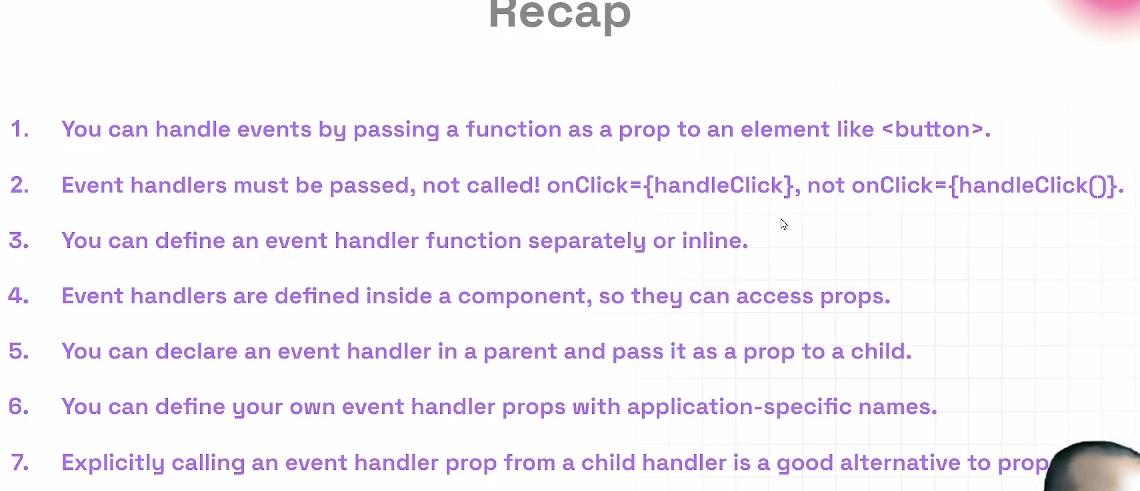 Recap
1. You can handle events by passing a function as a prop to an element like <button>.
2. Event handlers must be passed, not called! onClick={handleClick}, not onClick={handleClick()}.
3. You can define an event handler function separately or inline.
4. Event handlers are defined inside a component, so they can access props.
5. You can declare an event handler in a parent and pass it as a prop to a child.
6. You can define your own event handler props with application-specific names.
7. Explicitly calling an event handler prop from a child handler is a good alternative to prop